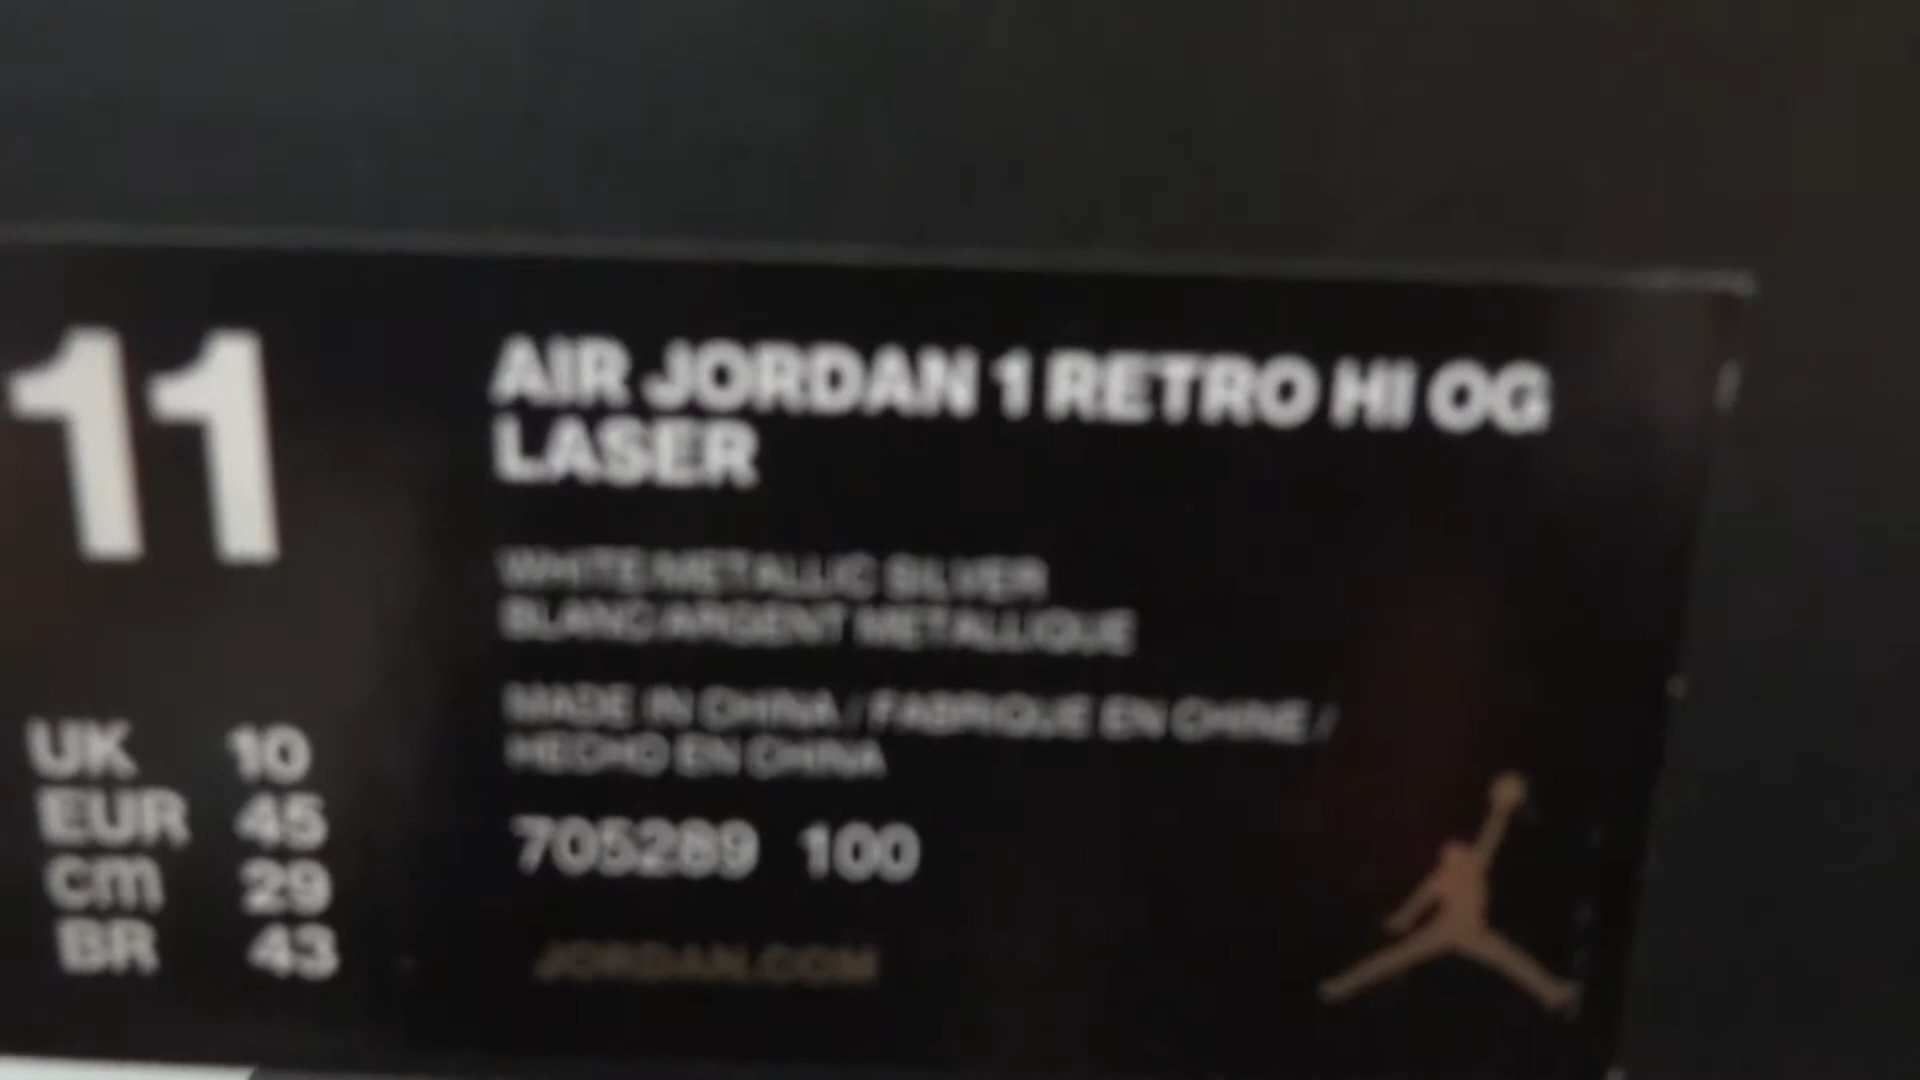 11
AIR JORDAN 1 RETRO HI OG
LASER
WHITE/METALLIC SILVER
BLANC/ARGENT METALLIQUE
MADE IN CHINA / FABRIQUE EN CHINE /
HECHO EN CHINA
UK 10
EUR 45
cm 29
BR 43
705289 100
JORDAN.COM